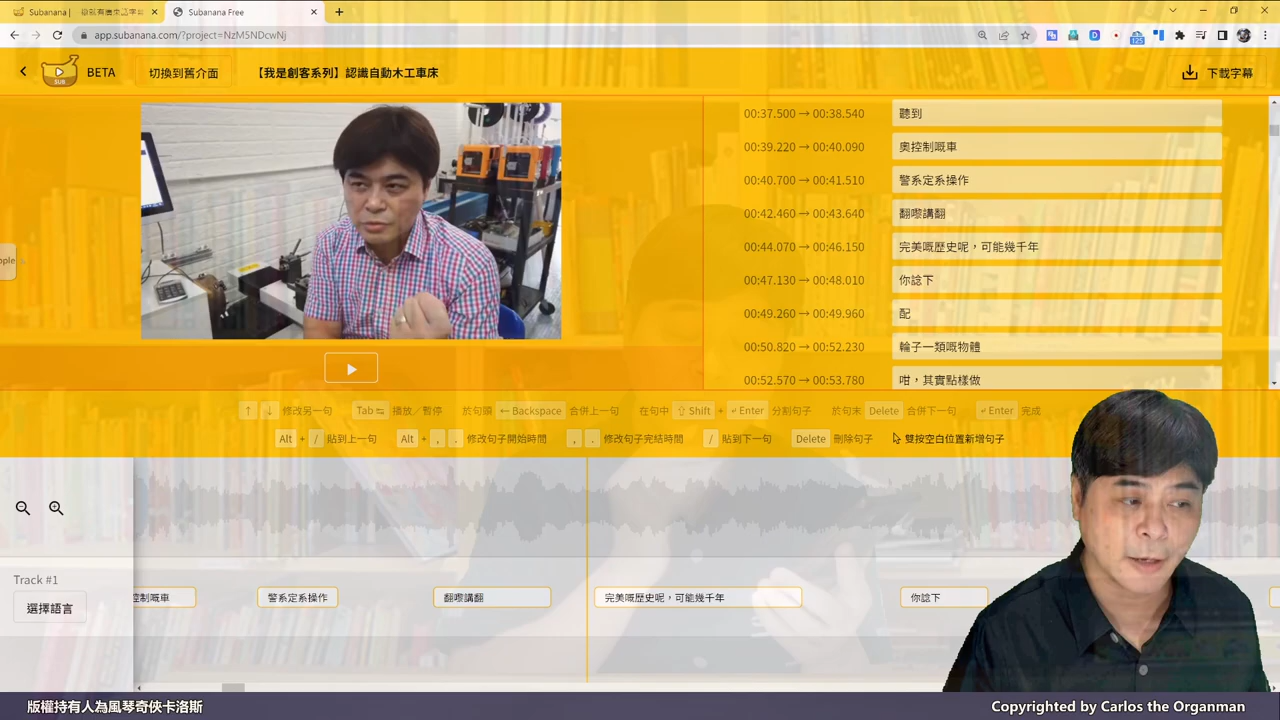 Subanana |
Subanana Free
app.subanana.com/?project=NzM5NDcwNj
125
SUB
BETA
切換到舊介面
【我是創客系列】認識自動木工車床
下載字幕
00:37.500 → 00:38.540 聽到
00:39.220 → 00:40.090 奧控制嘅車
00:40.700 → 00:41.510 警系定系操作
00:42.460 → 00:43.640 翻嚟講翻
00:44.070 → 00:46.150 完美嘅歷史呢，可能幾千年
00:47.130 → 00:48.010 你諗下
00:49.260 → 00:49.960 配
00:50.820 → 00:52.230 輪子一類嘅物體
00:52.570 → 00:53.780 咁，其實點樣做
ople
↑ ↓ 修改另一句 Tab ⇆ 播放／暫停 於句頭 ← Backspace 合併上一句 在句中 ⇧ Shift + ↵ Enter 分割句子 於句末 Delete 合併下一句 ↵ Enter 完成
Alt + / 貼到上一句 Alt + , . 修改句子開始時間 , . 修改句子完結時間 / 貼到下一句 Delete 刪除句子 雙按空白位置新增句子
Track #1
選擇語言
控制嘅車 警系定系操作 翻嚟講翻 完美嘅歷史呢，可能幾千年 你諗下
版權持有人為風琴奇俠卡洛斯
Copyrighted by Carlos the Organman